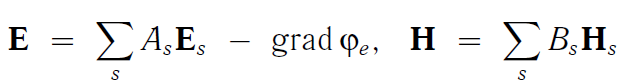 𝐄 = ∑ₛ Aₛ𝐄ₛ − grad φₑ, 𝐇 = ∑ₛ Bₛ𝐇ₛ